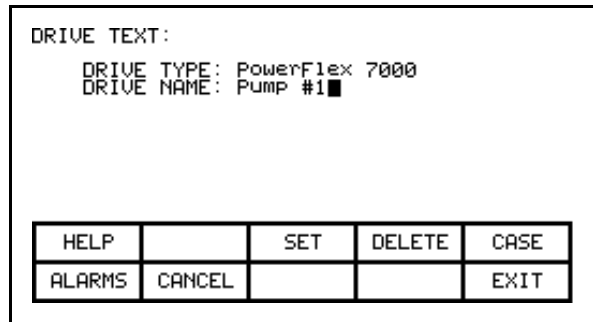 DRIVE TEXT:
DRIVE TYPE: PowerFlex 7000
DRIVE NAME: Pump #1
HELP SET DELETE CASE
ALARMS CANCEL EXIT